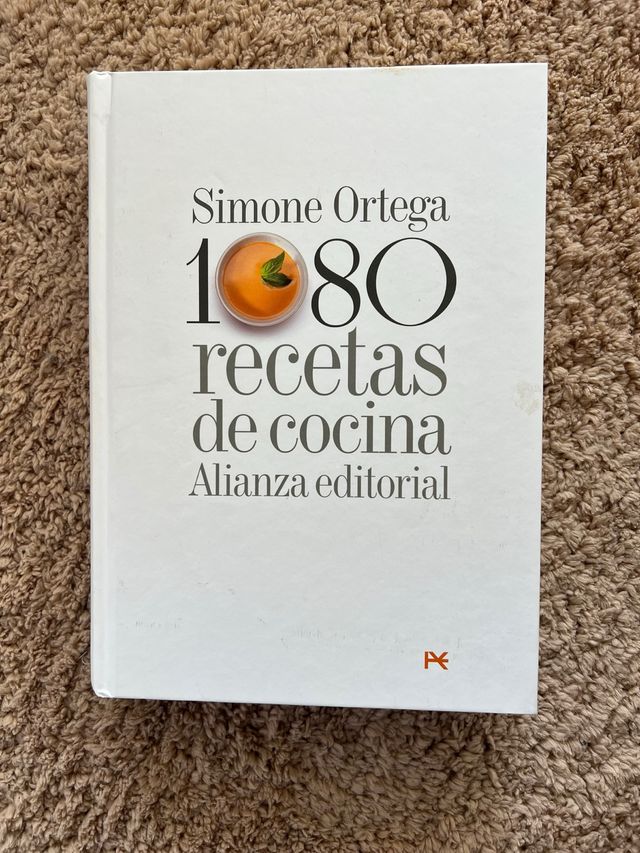 Simone Ortega
1080
recetas
de cocina
Alianza editorial